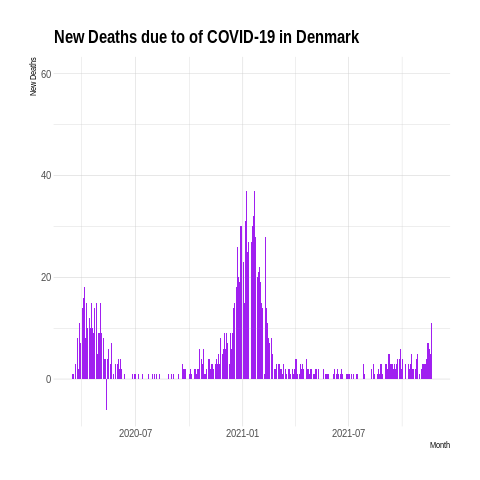 New Deaths due to of COVID-19 in Denmark
New Deaths
60
40
20
0
2020-07
2021-01
2021-07
Month